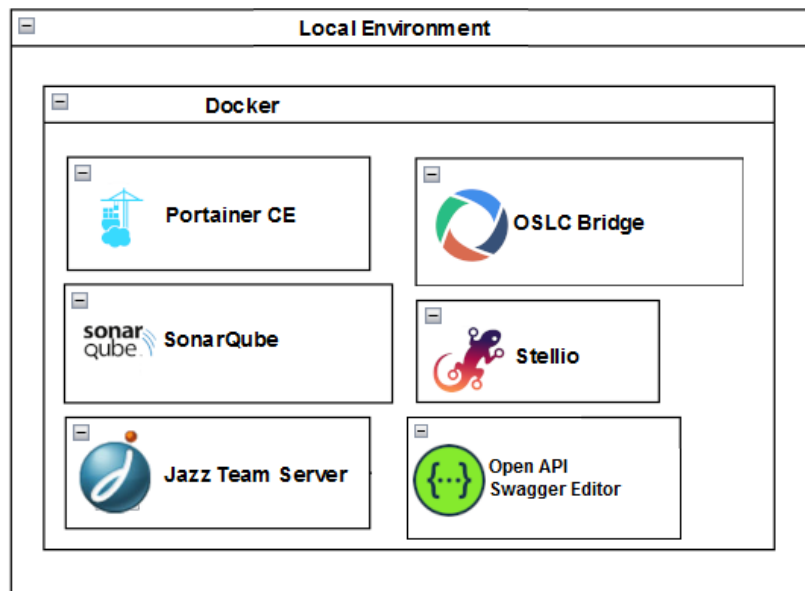 Local Environment
Docker
Portainer CE
OSLC Bridge
sonar
qube
SonarQube
Stellio
Jazz Team Server
{···}
Open API
Swagger Editor